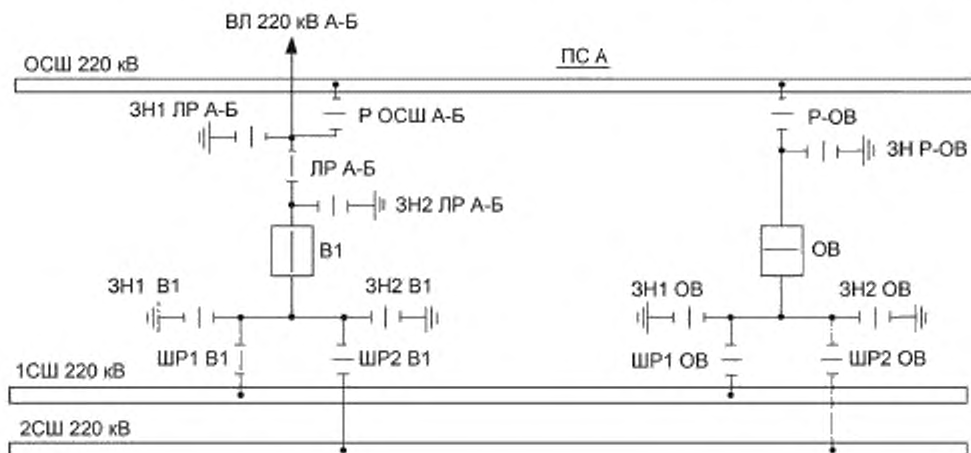 ВЛ 220 кВ А-Б
ОСШ 220 кВ
ПС А
ЗН1 ЛР А-Б
Р ОСШ А-Б
Р-ОВ
ЗН Р-ОВ
ЛР А-Б
ЗН2 ЛР А-Б
В1
ОВ
ЗН1 В1
ЗН2 В1
ЗН1 ОВ
ЗН2 ОВ
ШР1 В1
ШР2 В1
ШР1 ОВ
ШР2 ОВ
1СШ 220 кВ
2СШ 220 кВ